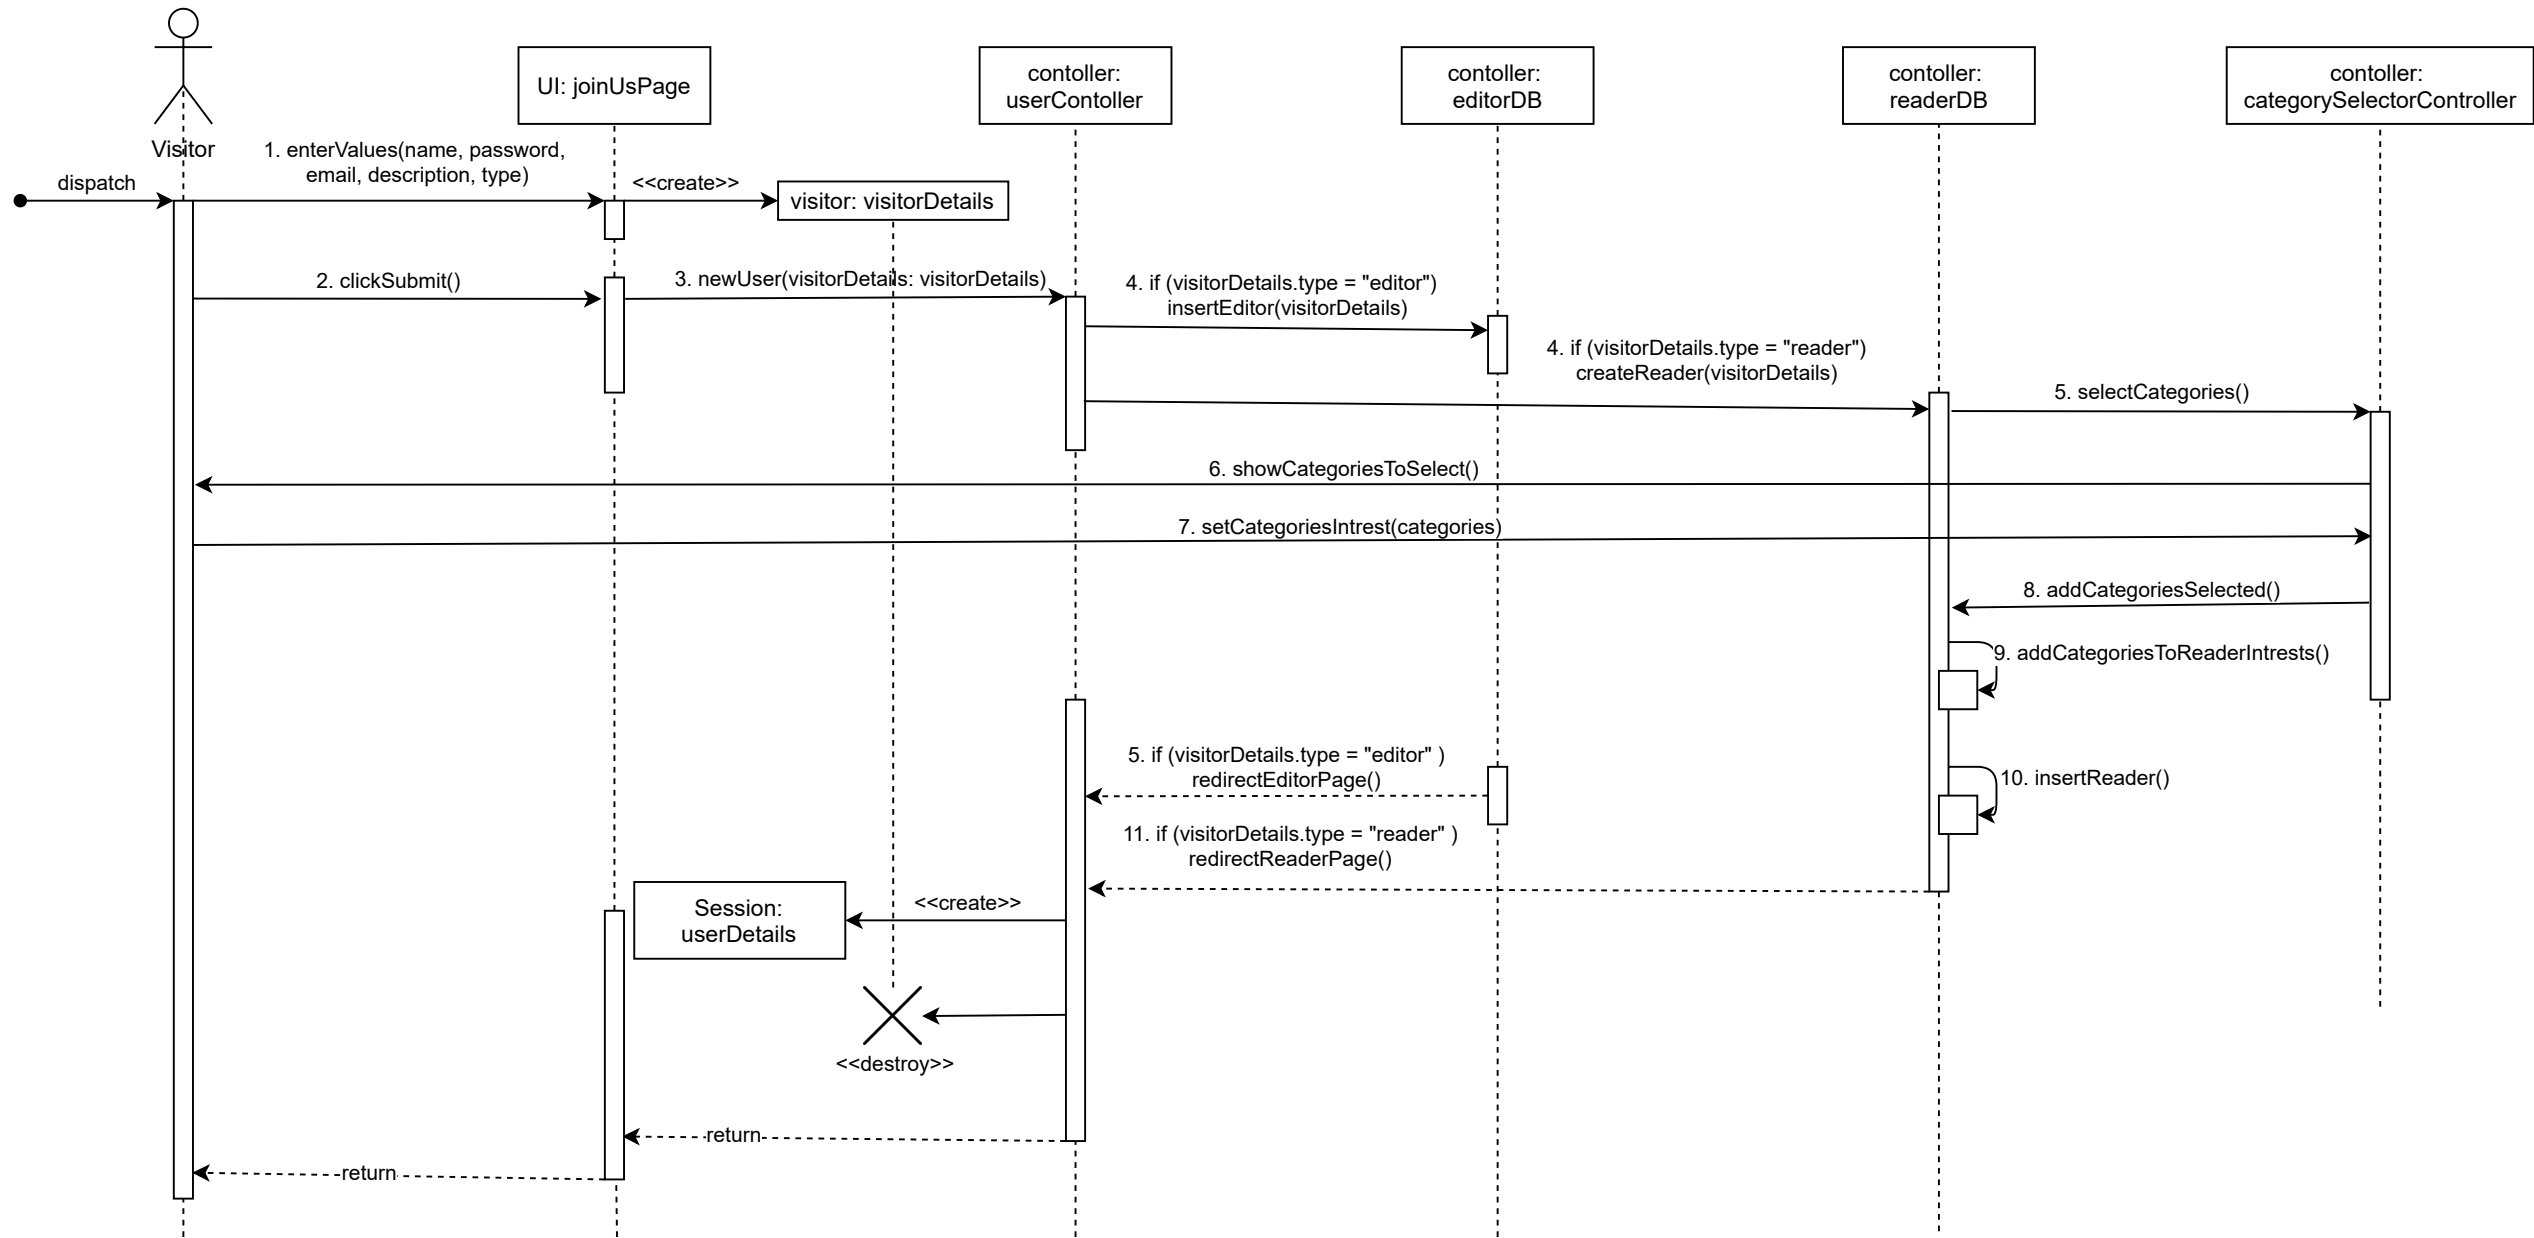 UI: joinUsPage
contoller:
userContoller
contoller:
editorDB
contoller:
readerDB
contoller:
categorySelectorController
Visitor
1. enterValues(name, password,
email, description, type)
dispatch
<<create>>
visitor: visitorDetails
2. clickSubmit()
3. newUser(visitorDetails: visitorDetails)
4. if (visitorDetails.type = "editor")
insertEditor(visitorDetails)
4. if (visitorDetails.type = "reader")
createReader(visitorDetails)
5. selectCategories()
6. showCategoriesToSelect()
7. setCategoriesIntrest(categories)
8. addCategoriesSelected()
9. addCategoriesToReaderIntrests()
5. if (visitorDetails.type = "editor" )
redirectEditorPage()
10. insertReader()
11. if (visitorDetails.type = "reader" )
redirectReaderPage()
Session:
userDetails
<<create>>
<<destroy>>
return
return